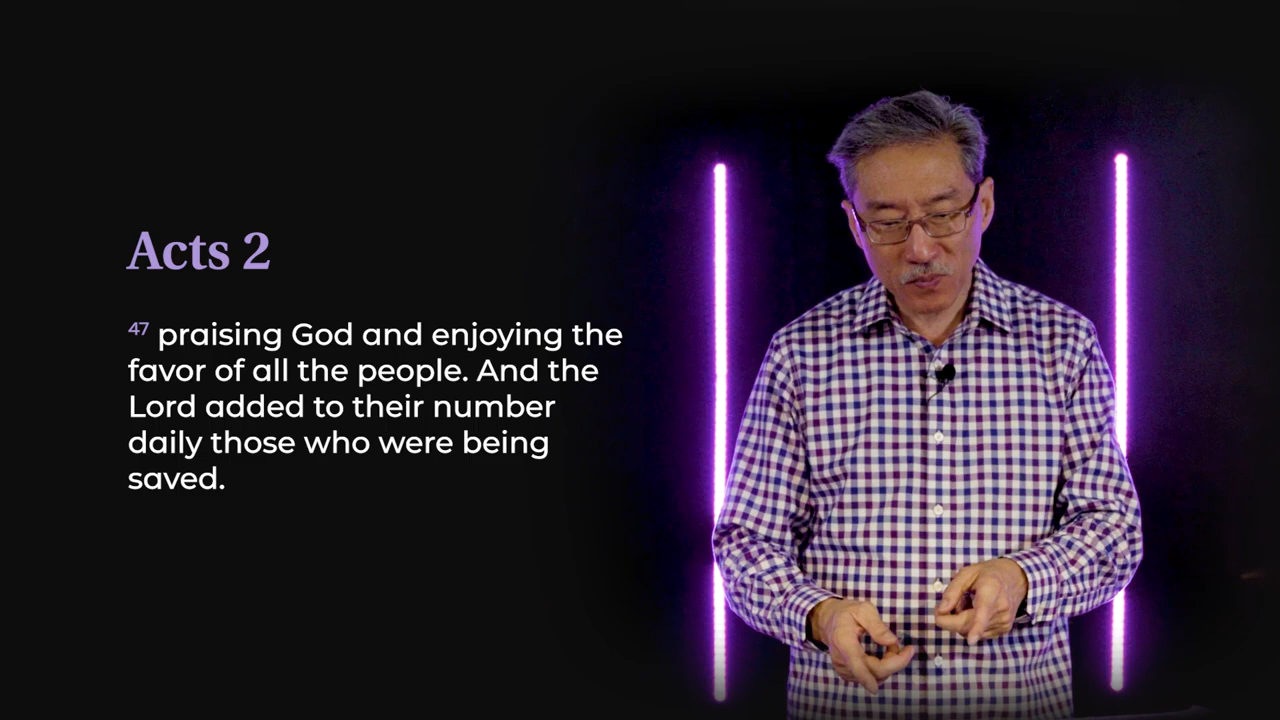 Acts 2
47 praising God and enjoying the
favor of all the people. And the
Lord added to their number
daily those who were being
saved.